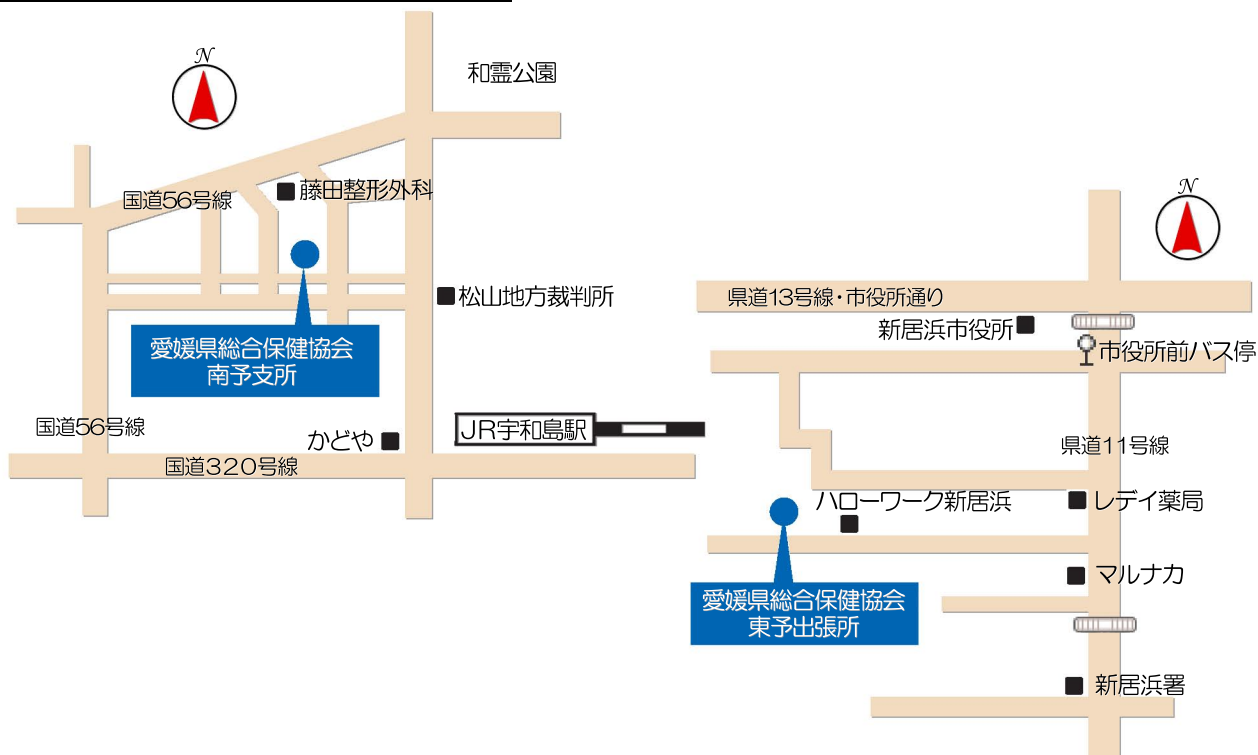 N
和霊公園
国道56号線
藤田整形外科
松山地方裁判所
愛媛県総合保健協会
南予支所
国道56号線
かどや
JR宇和島駅
国道320号線
N
県道13号線・市役所通り
新居浜市役所
市役所前バス停
県道11号線
ハローワーク新居浜
レデイ薬局
マルナカ
愛媛県総合保健協会
東予出張所
新居浜署